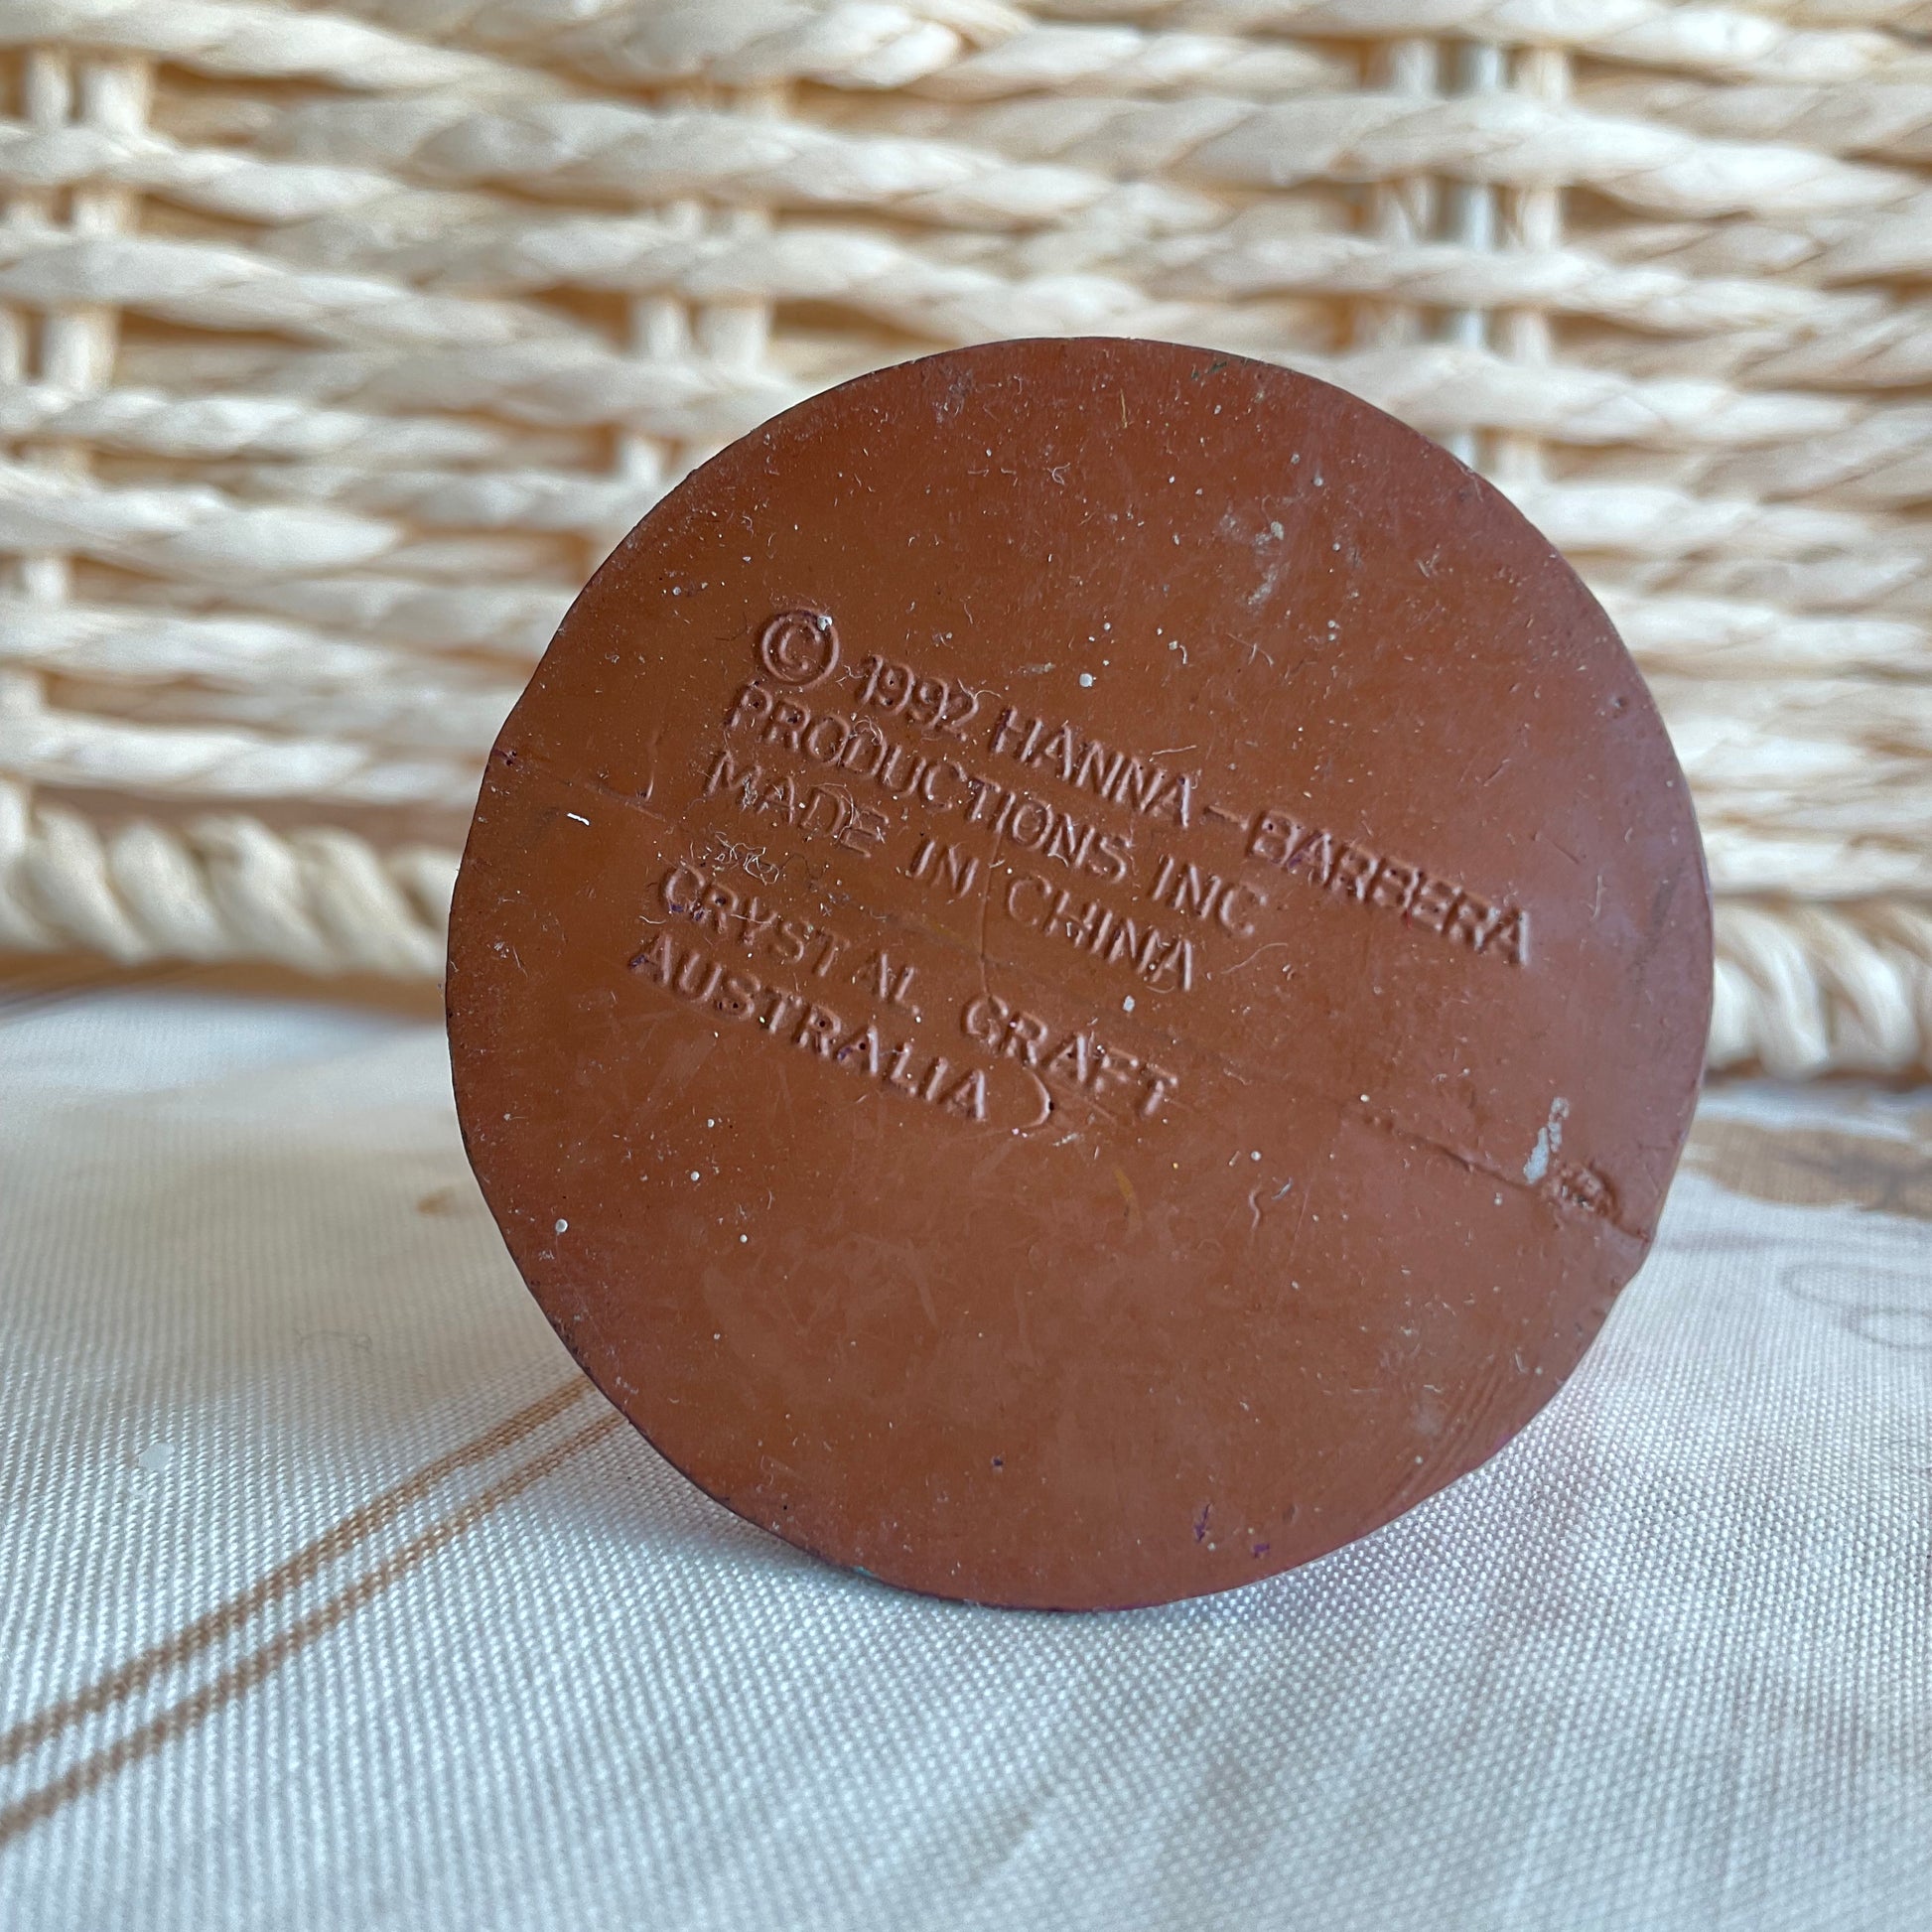 © 1992 HANNA-BARBERA
PRODUCTIONS INC
MADE IN CHINA
CRYSTAL CRAFT
AUSTRALIA